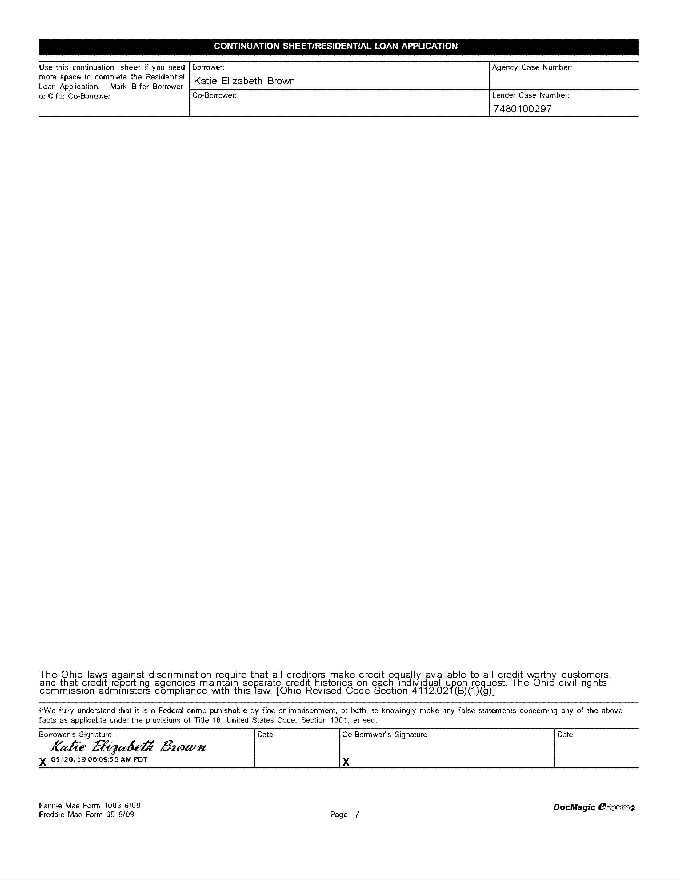 CONTINUATION SHEET/RESIDENTIAL LOAN APPLICATION
Use this continuation sheet if you need
more space to complete the Residential
Loan Application. Mark B for Borrower
or C for Co-Borrower.
Borrower:
Katie Elizabeth Brown
Agency Case Number:
Co-Borrower:
Lender Case Number:
7480100297
The Ohio laws against discrimination require that all creditors make credit equally available to all credit worthy customers,
and that credit reporting agencies maintain separate credit histories on each individual upon request. The Ohio civil rights
commission administers compliance with this law. [Ohio Revised Code Section 4112.021(B)(1)(g)]
I/We fully understand that it is a Federal crime punishable by fine or imprisonment, or both, to knowingly make any false statements concerning any of the above
facts as applicable under the provisions of Title 18, United States Code, Section 1001, et seq.
Borrower's Signature
Date
Co-Borrower's Signature
Date
Katie Elizabeth Brown
X
AM PDT
X
Fannie Mae Form 1003 6/09
Freddie Mac Form 65 6/09
Page 7
DocMagic